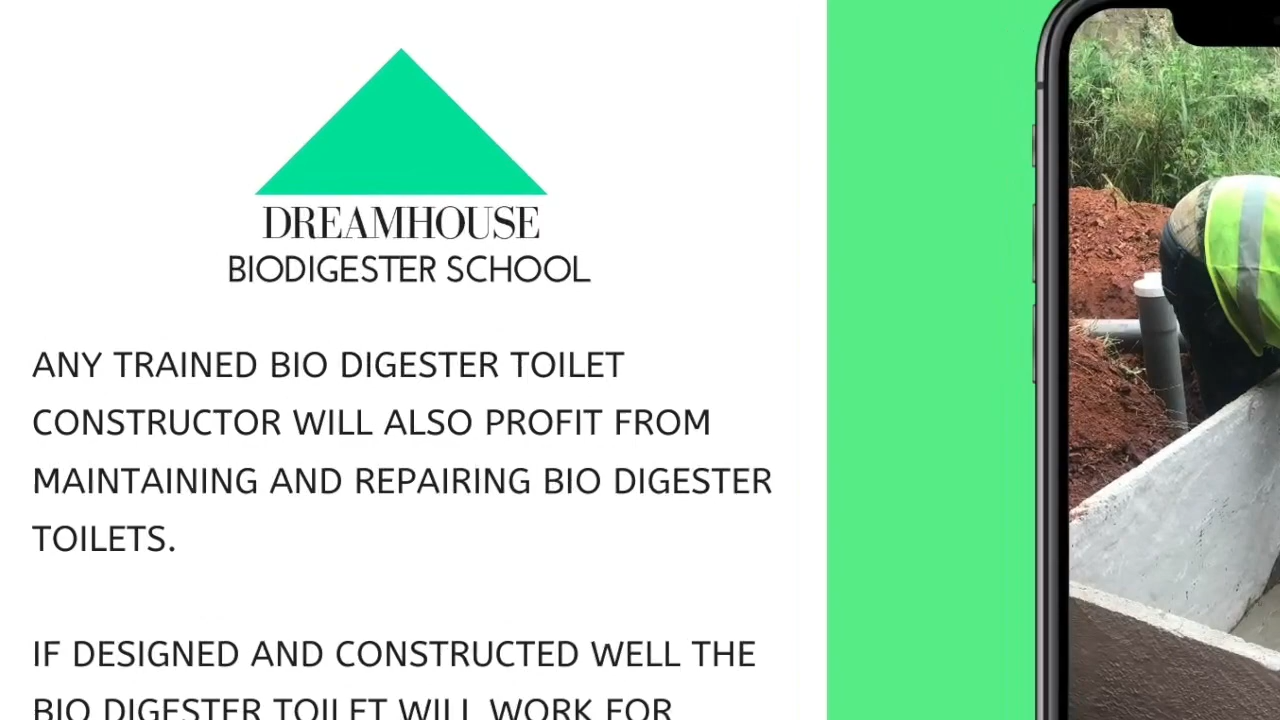 DREAMHOUSE
BIODIGESTER SCHOOL
ANY TRAINED BIO DIGESTER TOILET
CONSTRUCTOR WILL ALSO PROFIT FROM
MAINTAINING AND REPAIRING BIO DIGESTER
TOILETS.
IF DESIGNED AND CONSTRUCTED WELL THE
BIO DIGESTER TOILET WILL WORK FOR